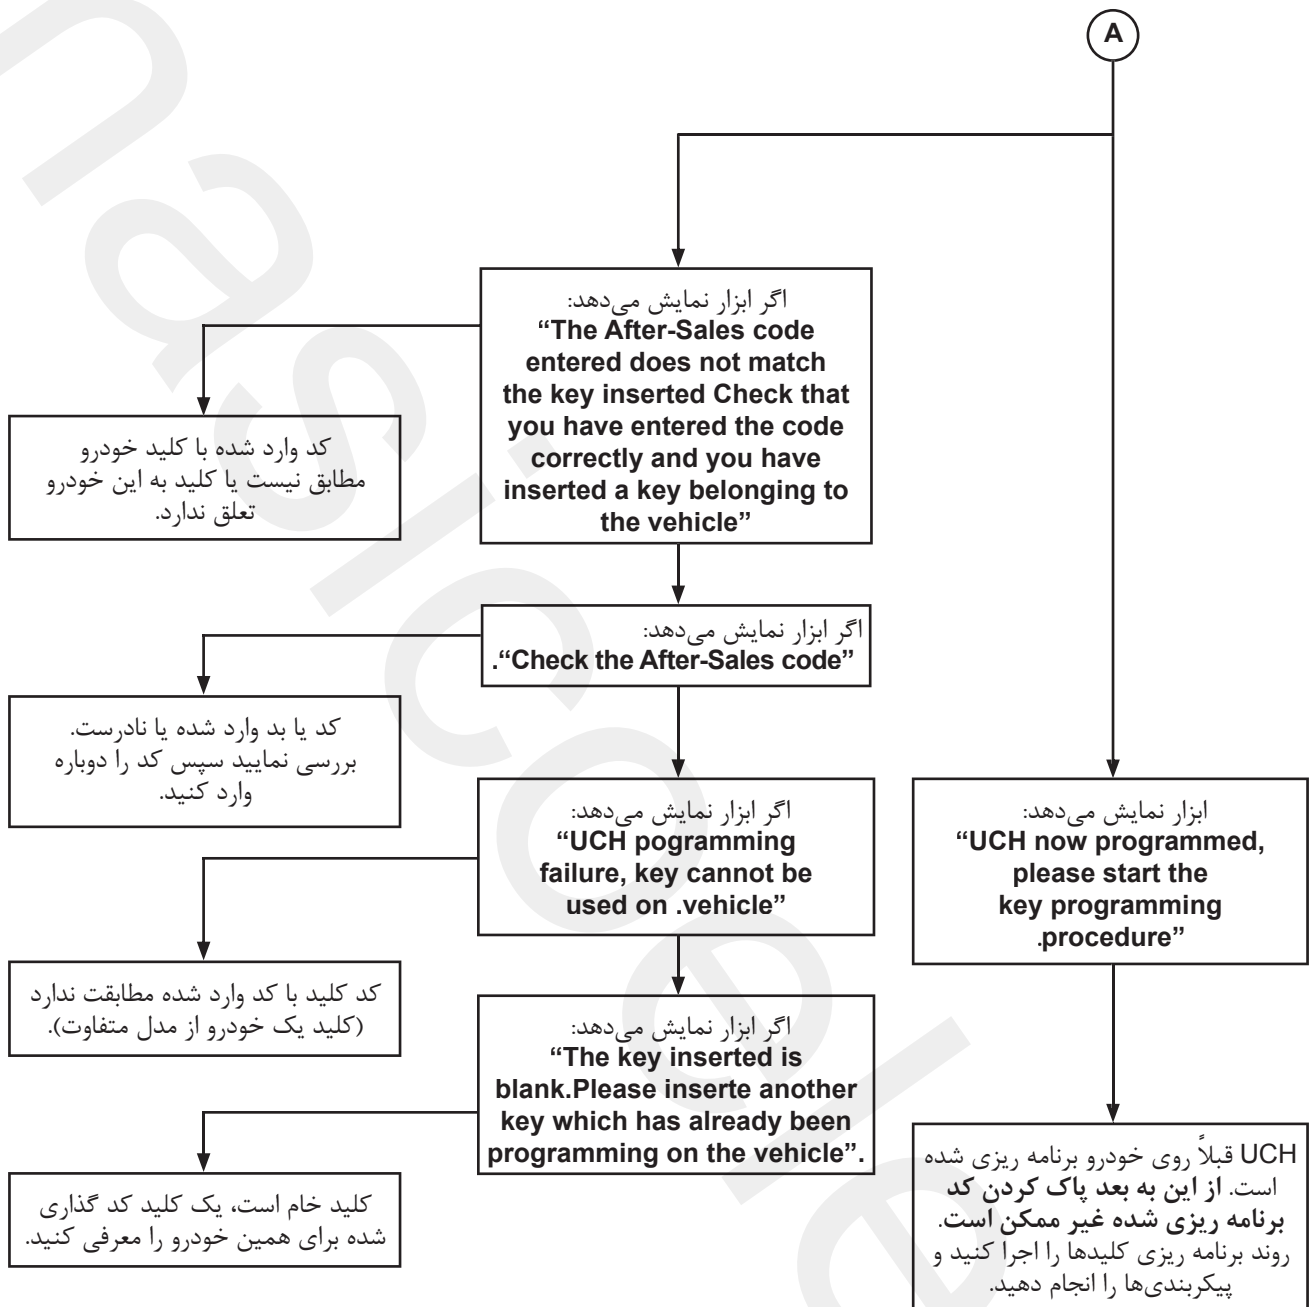 A
اگر ابزار نمایش می‌دهد:
“The After-Sales code
entered does not match
the key inserted Check that
you have entered the code
correctly and you have
inserted a key belonging to
the vehicle”
کد وارد شده با کلید خودرو
مطابق نیست یا کلید به این خودرو
تعلق ندارد.
اگر ابزار نمایش می‌دهد:
.“Check the After-Sales code”
کد یا بد وارد شده یا نادرست.
بررسی نمایید سپس کد را دوباره
وارد کنید.
اگر ابزار نمایش می‌دهد:
“UCH pogramming
failure, key cannot be
used on .vehicle”
کد کلید با کد وارد شده مطابقت ندارد
(کلید یک خودرو از مدل متفاوت).
اگر ابزار نمایش می‌دهد:
“The key inserted is
blank.Please inserte another
key which has already been
programming on the vehicle”.
کلید خام است، یک کلید کد گذاری
شده برای همین خودرو را معرفی کنید.
ابزار نمایش می‌دهد:
“UCH now programmed,
please start the
key programming
.procedure”
UCH قبلاً روی خودرو برنامه ریزی شده
است. از این به بعد پاک کردن کد
برنامه ریزی شده غیر ممکن است.
روند برنامه ریزی کلیدها را اجرا کنید و
پیکربندی‌ها را انجام دهید.